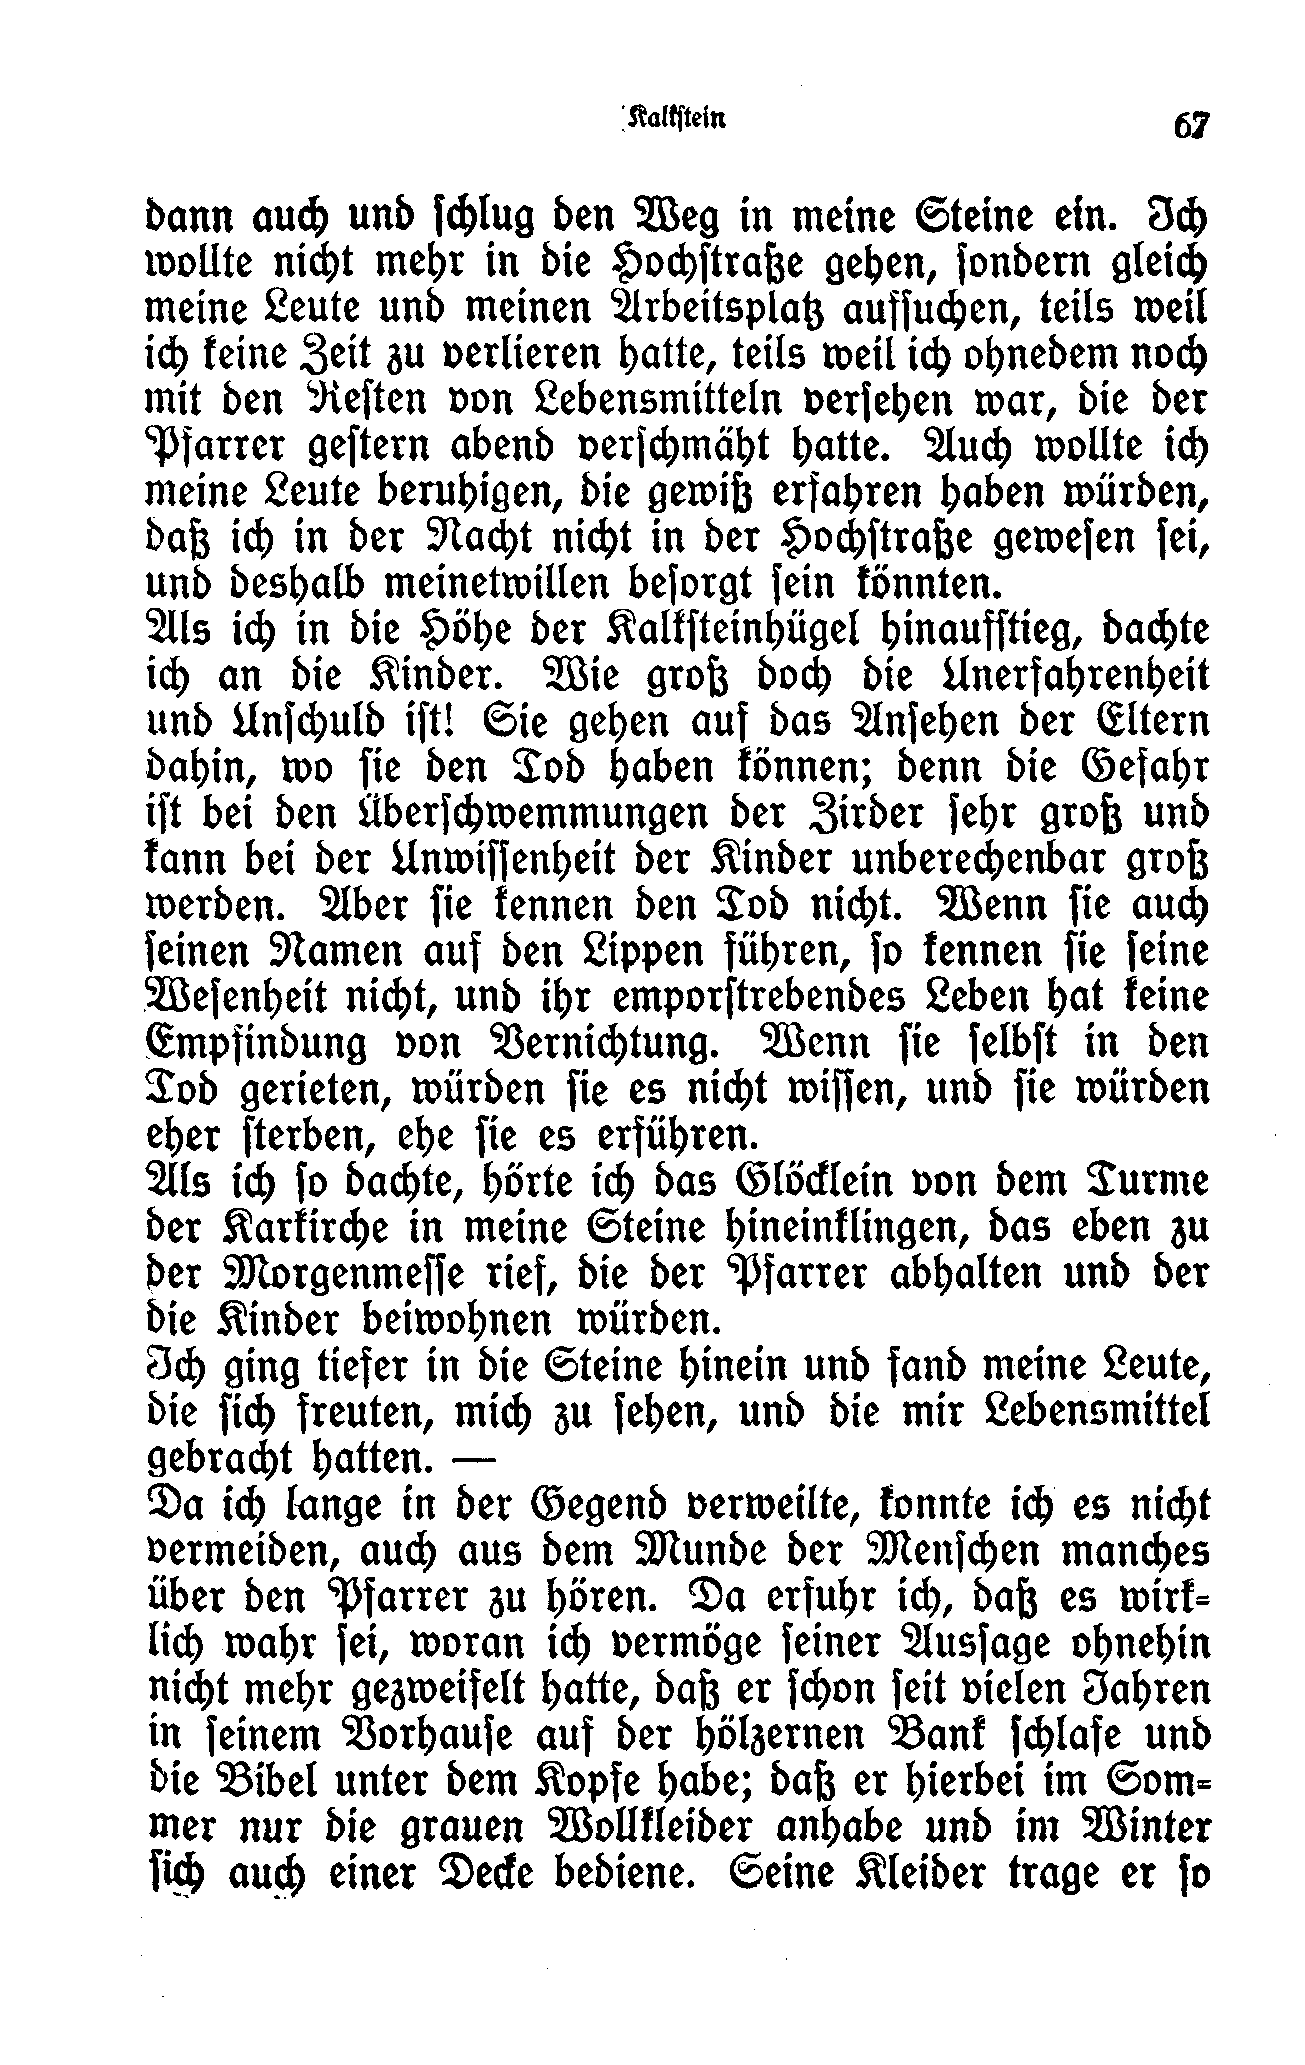 Kalkstein
67
dann auch und schlug den Weg in meine Steine ein. Ich
wollte nicht mehr in die Hochstraße gehen, sondern gleich
meine Leute und meinen Arbeitsplatz aufsuchen, teils weil
ich keine Zeit zu verlieren hatte, teils weil ich ohnedem noch
mit den Resten von Lebensmitteln versehen war, die der
Pfarrer gestern abend verschmäht hatte. Auch wollte ich
meine Leute beruhigen, die gewiß erfahren haben würden,
daß ich in der Nacht nicht in der Hochstraße gewesen sei,
und deshalb meinetwillen besorgt sein könnten.
Als ich in die Höhe der Kalksteinhügel hinaufstieg, dachte
ich an die Kinder. Wie groß doch die Unerfahrenheit
und Unschuld ist! Sie gehen auf das Ansehen der Eltern
dahin, wo sie den Tod haben können; denn die Gefahr
ist bei den Überschwemmungen der Zirder sehr groß und
kann bei der Unwissenheit der Kinder unberechenbar groß
werden. Aber sie kennen den Tod nicht. Wenn sie auch
seinen Namen auf den Lippen führen, so kennen sie seine
Wesenheit nicht, und ihr emporstrebendes Leben hat keine
Empfindung von Vernichtung. Wenn sie selbst in den
Tod gerieten, würden sie es nicht wissen, und sie würden
eher sterben, ehe sie es erführen.
Als ich so dachte, hörte ich das Glöcklein von dem Turme
der Karkirche in meine Steine hineinklingen, das eben zu
der Morgenmesse rief, die der Pfarrer abhalten und der
die Kinder beiwohnen würden.
Ich ging tiefer in die Steine hinein und fand meine Leute,
die sich freuten, mich zu sehen, und die mir Lebensmittel
gebracht hatten. —
Da ich lange in der Gegend verweilte, konnte ich es nicht
vermeiden, auch aus dem Munde der Menschen manches
über den Pfarrer zu hören. Da erfuhr ich, daß es wirk-
lich wahr sei, woran ich vermöge seiner Aussage ohnehin
nicht mehr gezweifelt hatte, daß er schon seit vielen Jahren
in seinem Vorhause auf der hölzernen Bank schlafe und
die Bibel unter dem Kopfe habe; daß er hierbei im Som-
mer nur die grauen Wollkleider anhabe und im Winter
sich auch einer Decke bediene. Seine Kleider trage er so